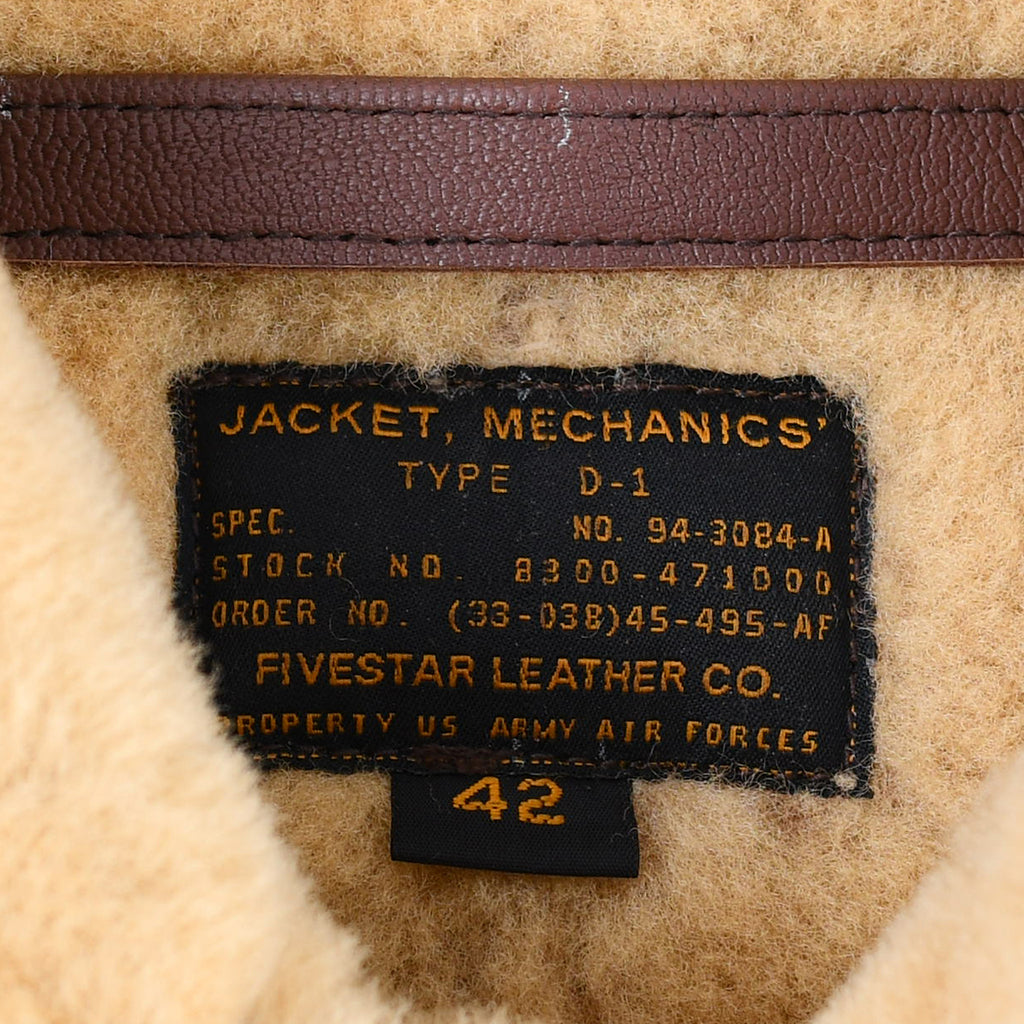 JACKET, MECHANICS'
TYPE D-1
SPEC. NO. 94-3084-A
STOCK NO. 8300-471000
ORDER NO. (33-038)45-495-AF
FIVESTAR LEATHER CO.
PROPERTY US ARMY AIR FORCES
42